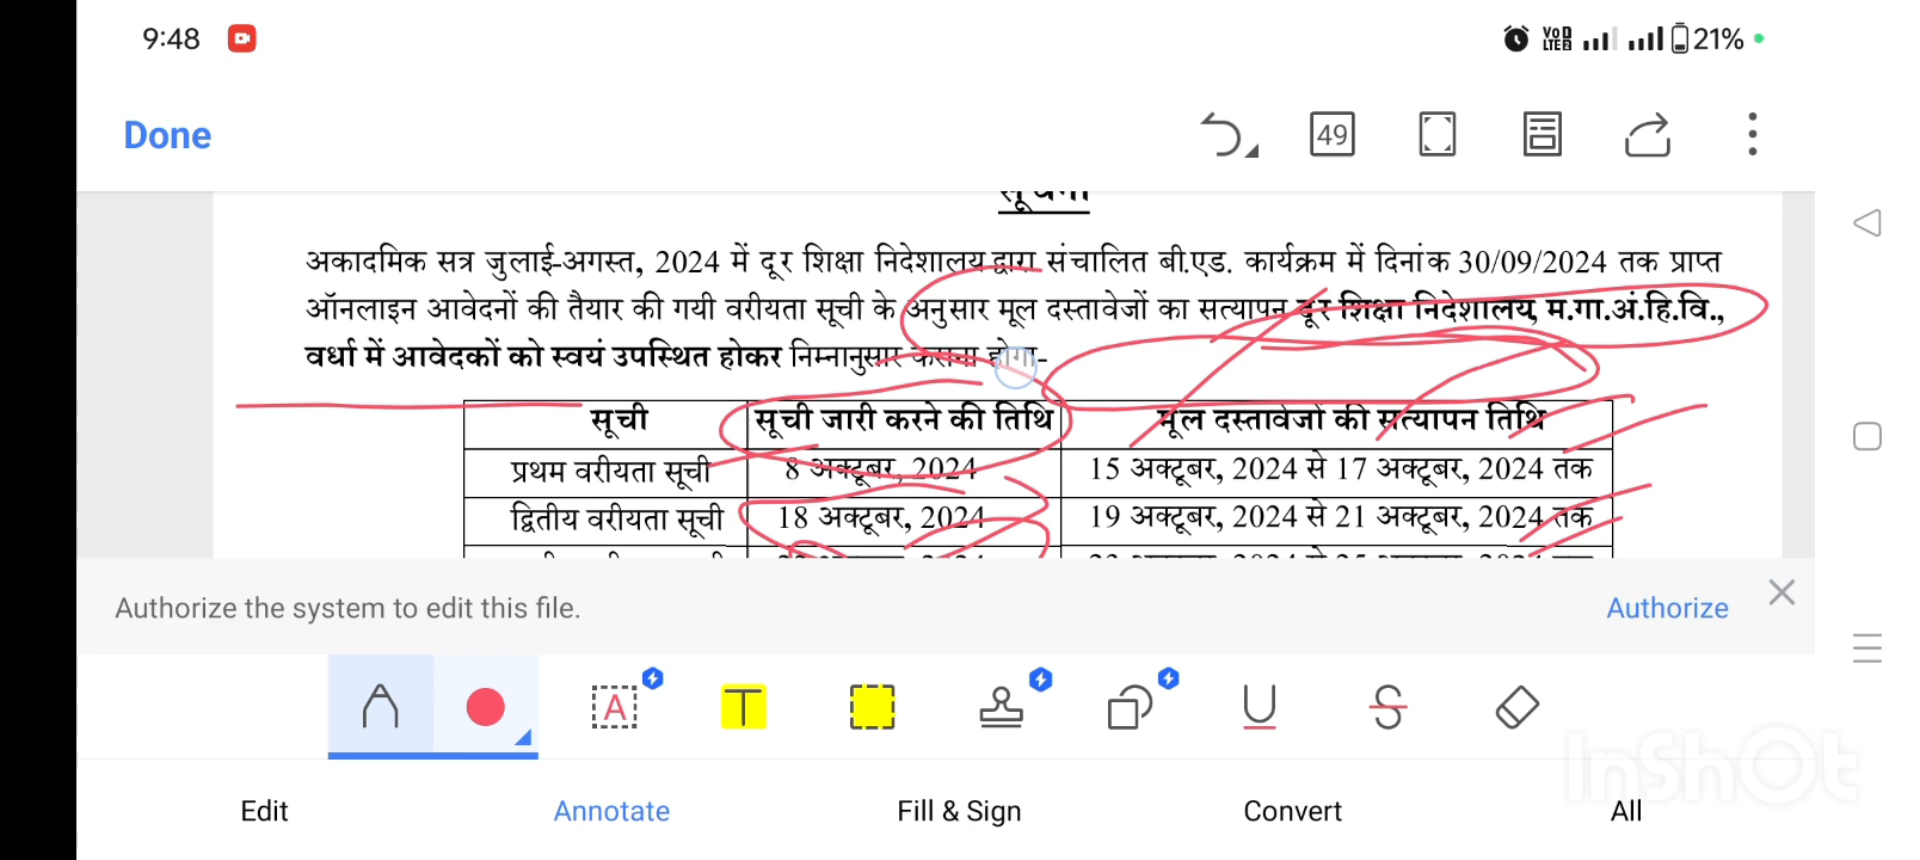 9:48
VoD LTE2 21%
Done
49
सूचना
अकादमिक सत्र जुलाई-अगस्त, 2024 में दूर शिक्षा निदेशालय द्वारा संचालित बी.एड. कार्यक्रम में दिनांक 30/09/2024 तक प्राप्त
ऑनलाइन आवेदनों की तैयार की गयी वरीयता सूची के अनुसार मूल दस्तावेजों का सत्यापन दूर शिक्षा निदेशालय, म.गा.अं.हि.वि.,
वर्धा में आवेदकों को स्वयं उपस्थित होकर निम्नानुसार कराना होगा-
सूची सूची जारी करने की तिथि मूल दस्तावेजों की सत्यापन तिथि
प्रथम वरीयता सूची 8 अक्टूबर, 2024 15 अक्टूबर, 2024 से 17 अक्टूबर, 2024 तक
द्वितीय वरीयता सूची 18 अक्टूबर, 2024 19 अक्टूबर, 2024 से 21 अक्टूबर, 2024 तक
Authorize the system to edit this file. Authorize
A T U S
InShOt
Edit Annotate Fill & Sign Convert All